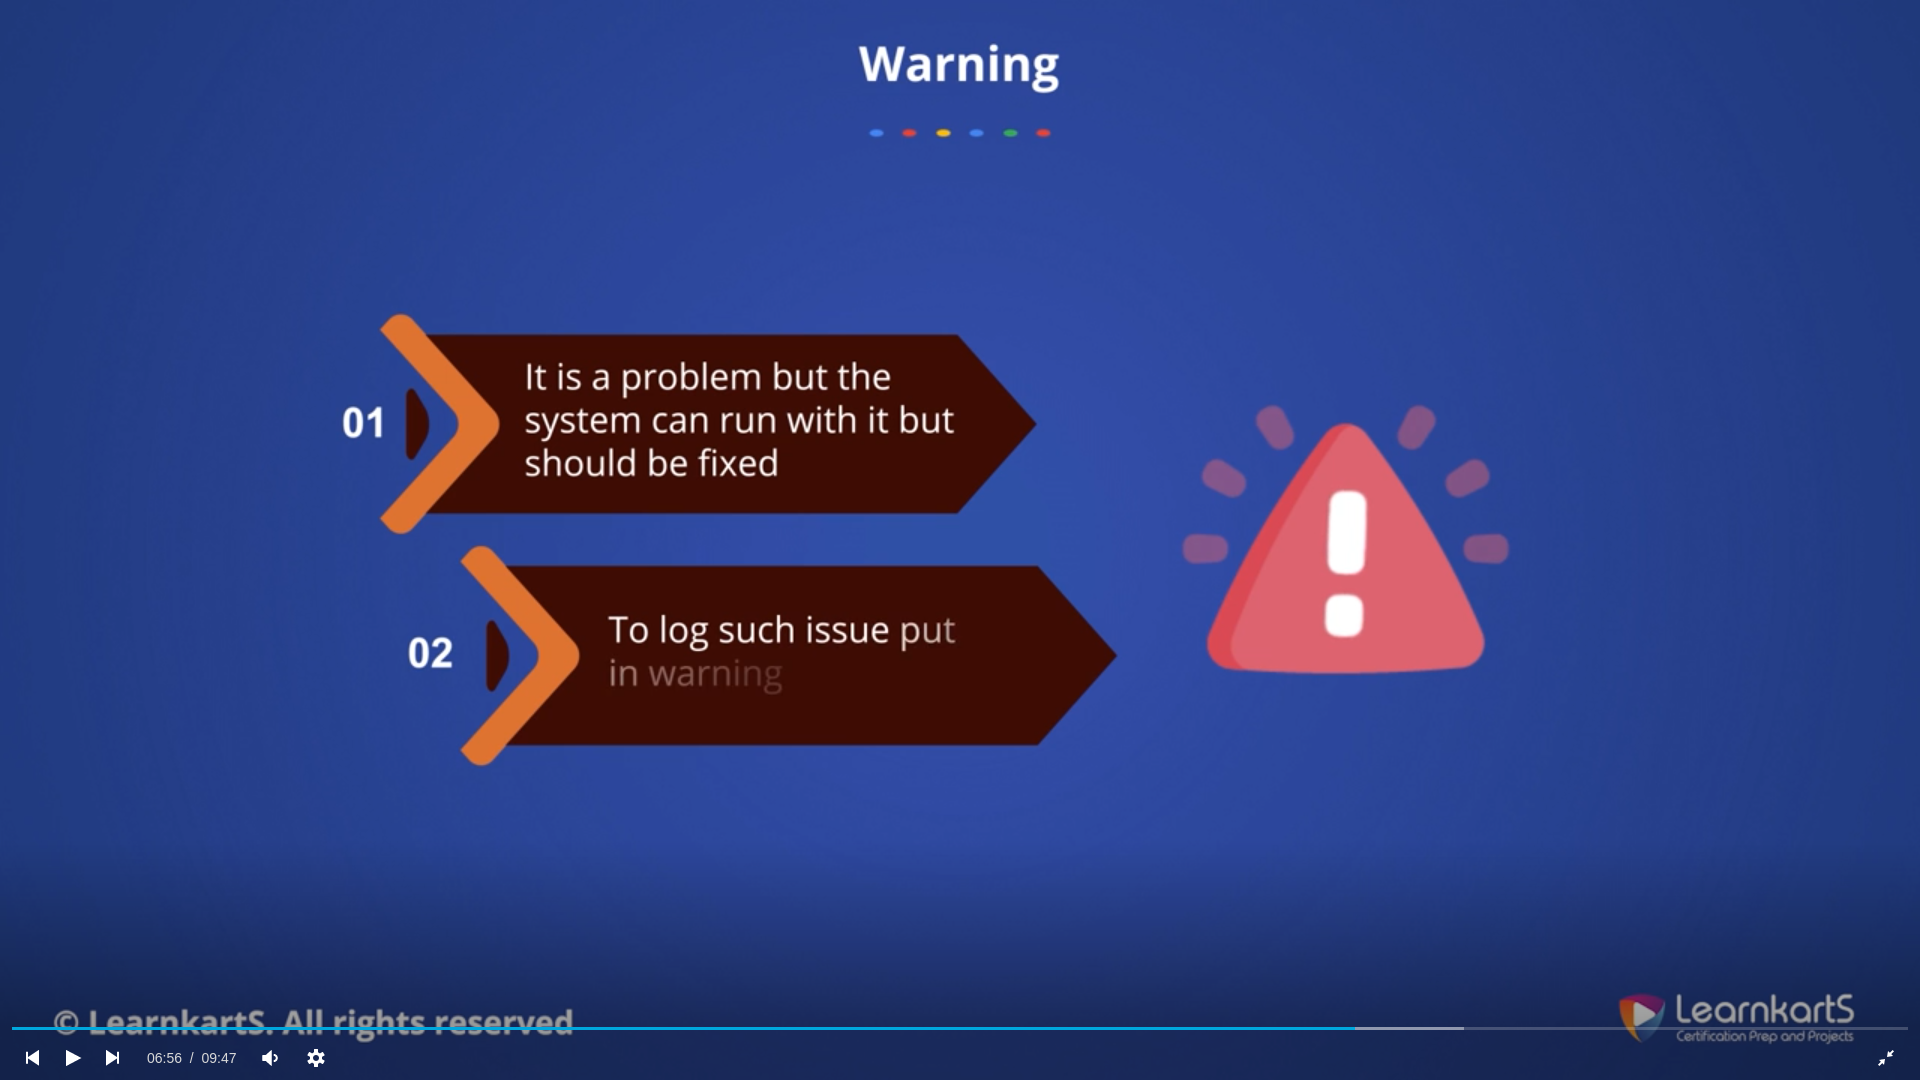 Warning
01
It is a problem but the
system can run with it but
should be fixed
02
To log such issue put
in warning
© LearnkartS. All rights reserved
LearnkartS
Certification Prep and Projects
06:56 / 09:47